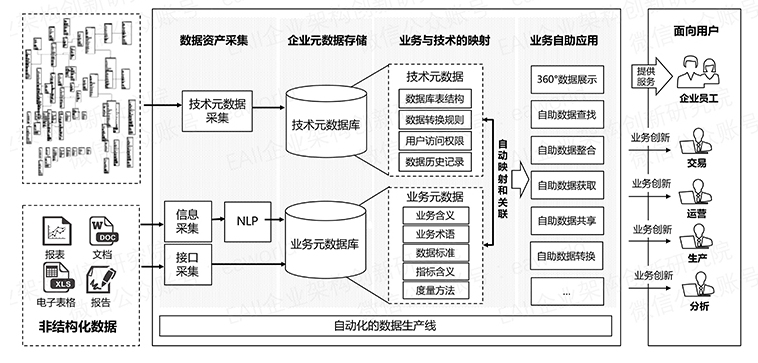 数据资产采集
企业元数据存储
业务与技术的映射
业务自助应用
面向用户
技术元数据
采集
技术元数据库
技术元数据
数据库表结构
数据转换规则
用户访问权限
数据历史记录
自动映射和关联
360°数据展示
自助数据查找
自助数据整合
自助数据获取
自助数据共享
自助数据转换
...
提供
服务
企业员工
业务创新
交易
业务创新
运营
业务创新
生产
业务创新
分析
报表
DOC
文档
XLS
电子表格
报告
非结构化数据
信息
采集
NLP
接口
采集
业务元数据库
业务元数据
业务含义
业务术语
数据标准
指标含义
度量方法
自动化的数据生产线
EAII企业架构创新研究院
微信公众账号